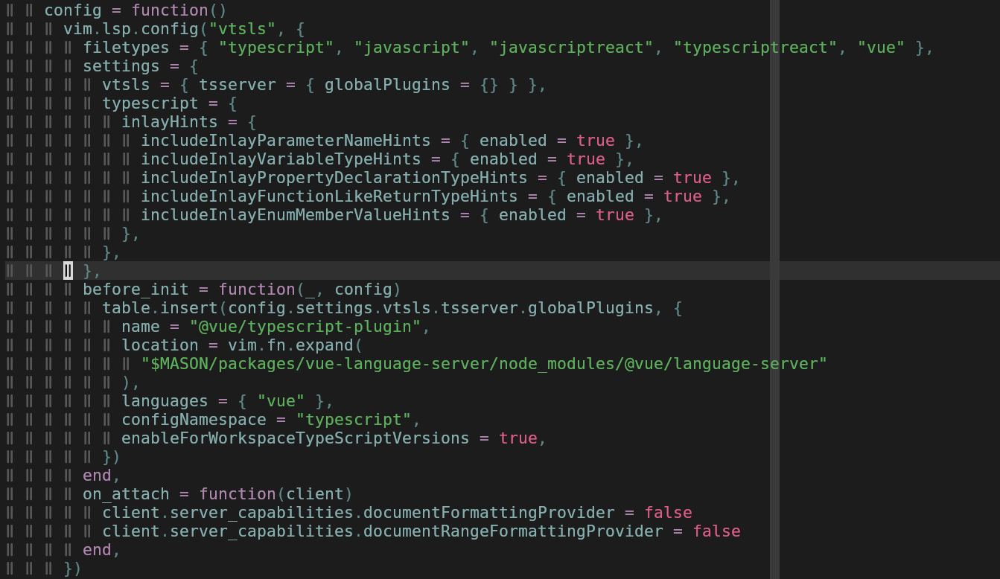 config = function()
vim.lsp.config("vtsls", {
filetypes = { "typescript", "javascript", "javascriptreact", "typescriptreact", "vue" },
settings = {
vtsls = { tsserver = { globalPlugins = {} } },
typescript = {
inlayHints = {
includeInlayParameterNameHints = { enabled = true },
includeInlayVariableTypeHints = { enabled = true },
includeInlayPropertyDeclarationTypeHints = { enabled = true },
includeInlayFunctionLikeReturnTypeHints = { enabled = true },
includeInlayEnumMemberValueHints = { enabled = true },
},
},
},
before_init = function(_, config)
table.insert(config.settings.vtsls.tsserver.globalPlugins, {
name = "@vue/typescript-plugin",
location = vim.fn.expand(
"$MASON/packages/vue-language-server/node_modules/@vue/language-server"
),
languages = { "vue" },
configNamespace = "typescript",
enableForWorkspaceTypeScriptVersions = true,
})
end,
on_attach = function(client)
client.server_capabilities.documentFormattingProvider = false
client.server_capabilities.documentRangeFormattingProvider = false
end,
})